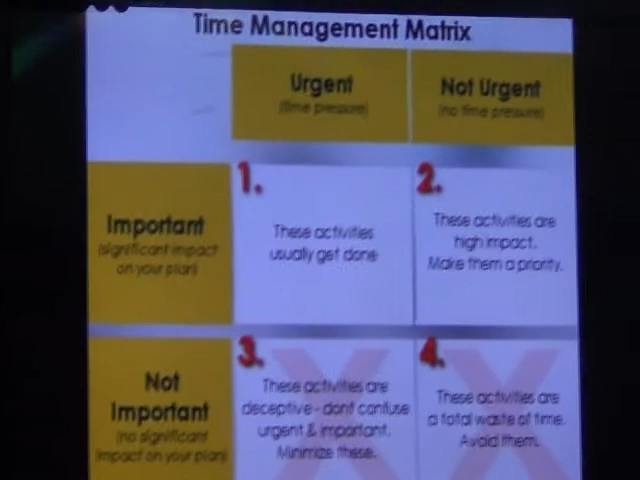 Time Management Matrix
Urgent
(time pressure)
Not Urgent
(no time pressure)
Important
(significant impact
on your plan)
1.
These activities
usually get done
2.
These activities are
high impact.
Make them a priority.
Not
Important
(no significant
impact on your plan)
3.
These activities are
deceptive - dont confuse
urgent & important.
Minimize these.
4.
These activities are
a total waste of time.
Avoid them.